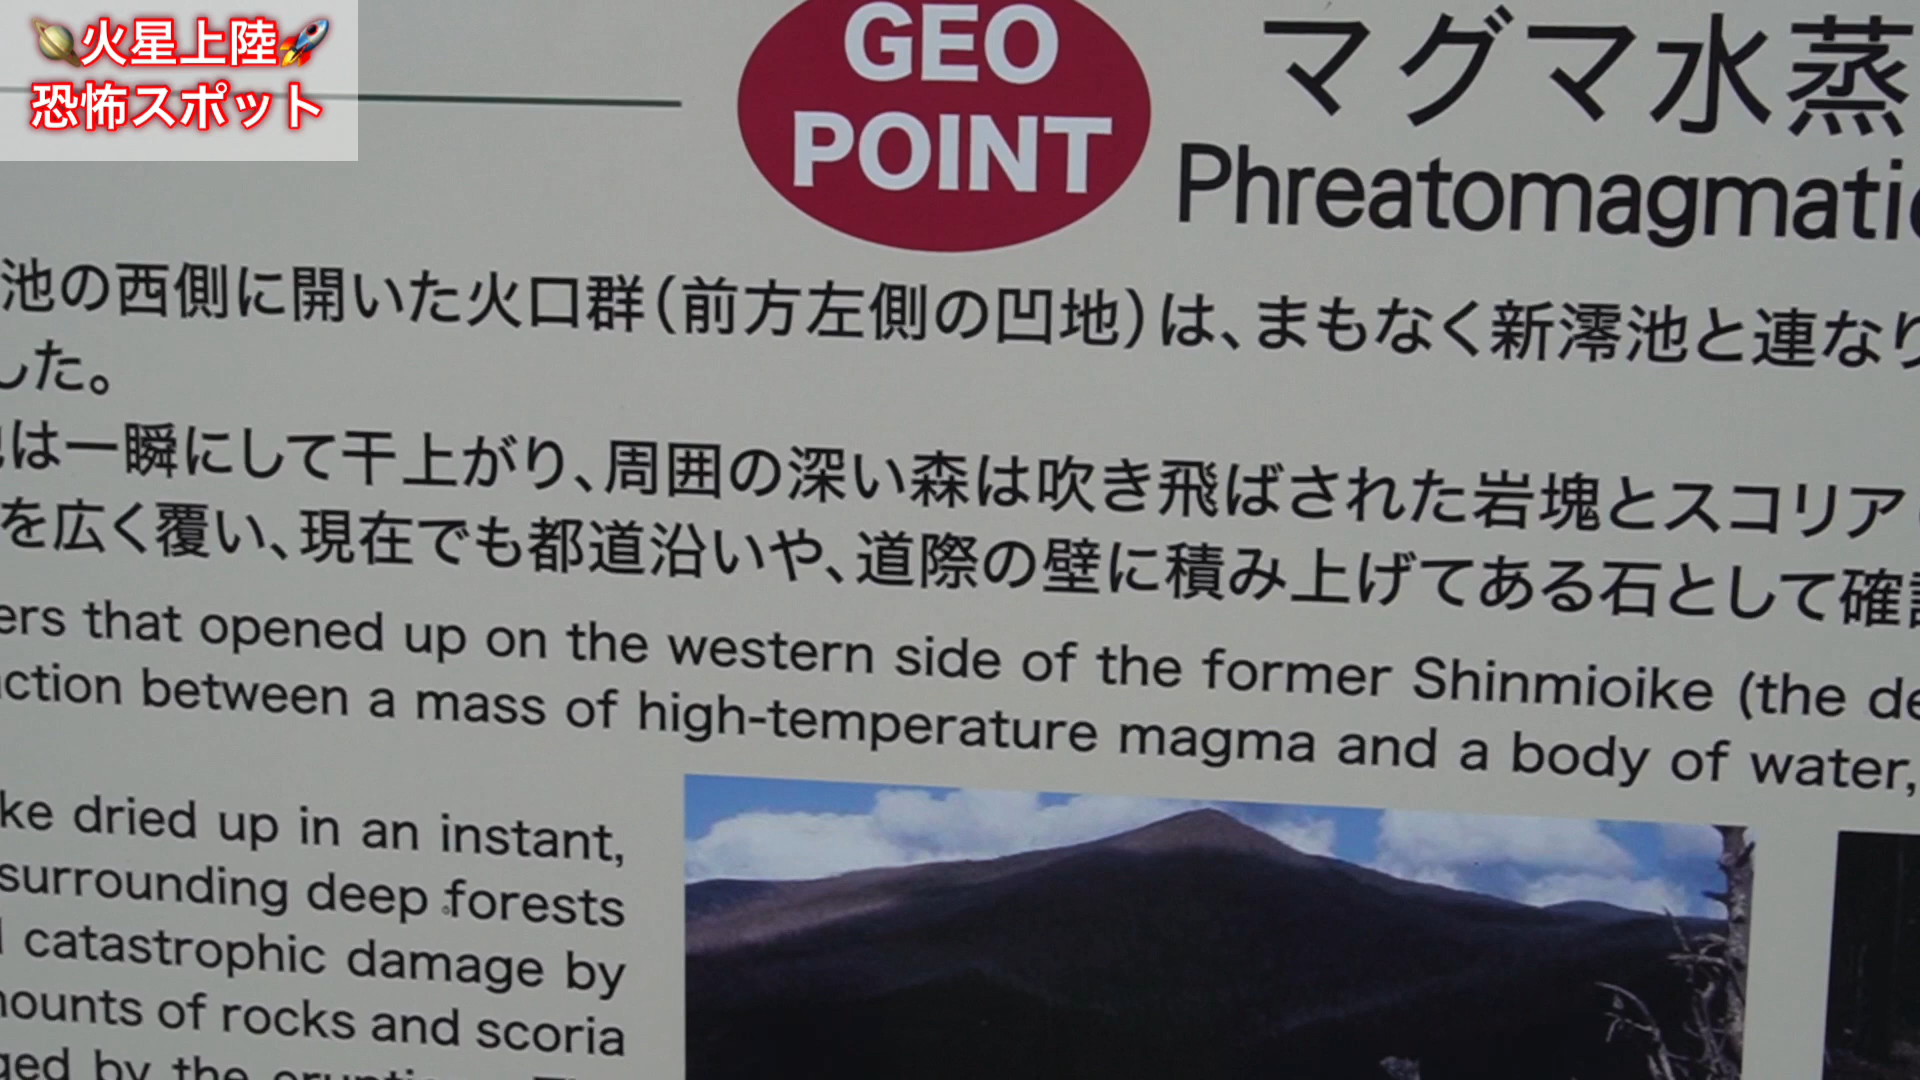 火星上陸
恐怖スポット
GEO
POINT
マグマ水蒸
Phreatomagmatic
池の西側に開いた火口群（前方左側の凹地）は、まもなく新澪池と連なり
した。
は一瞬にして干上がり、周囲の深い森は吹き飛ばされた岩塊とスコリア
を広く覆い、現在でも都道沿いや、道際の壁に積み上げてある石として確
that opened up on the western side of the former Shinmioike (the
between a mass of high-temperature magma and a body of water,
dried up in an instant,
surrounding deep forests
catastrophic damage by
of rocks and scoria
by the